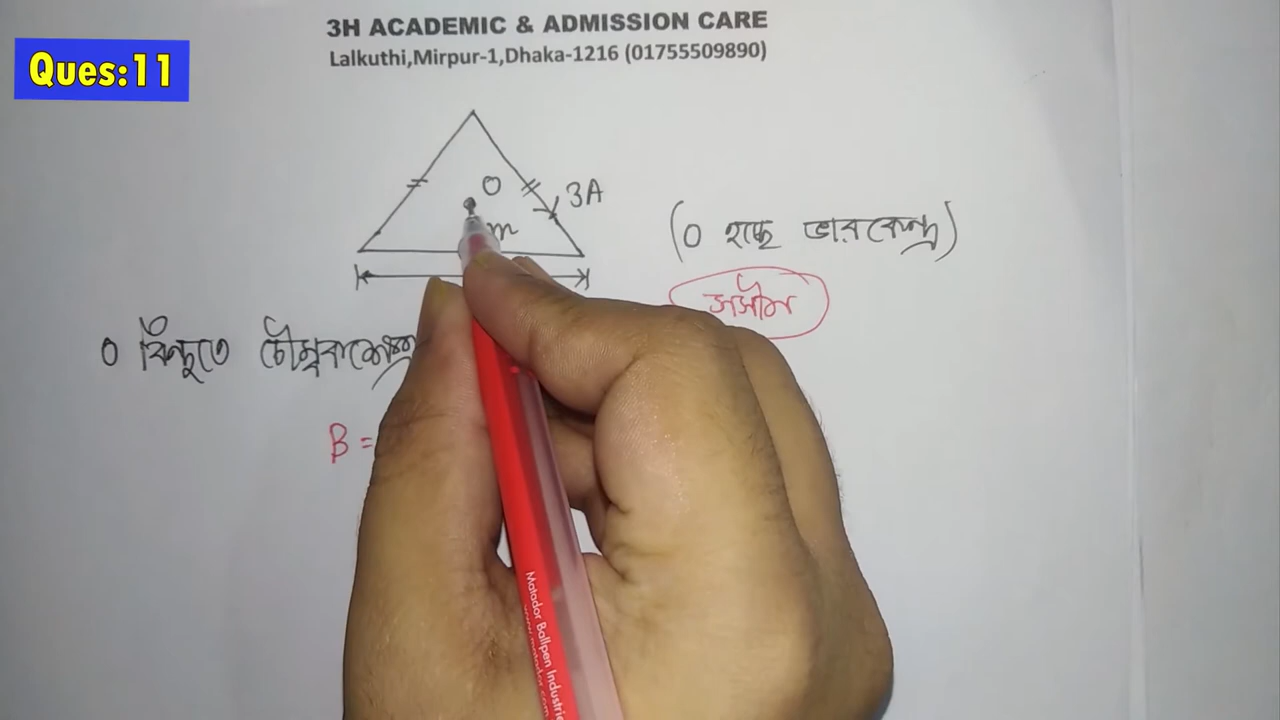 3H ACADEMIC & ADMISSION CARE
Lalkuthi,Mirpur-1,Dhaka-1216 (01755509890)
Ques:11
O
3A
m
(O হচ্ছে ভারকেন্দ্র)
সসীম
O বিন্দুতে চৌম্বকক্ষেত্র
B =
Matador Ballpen Industries